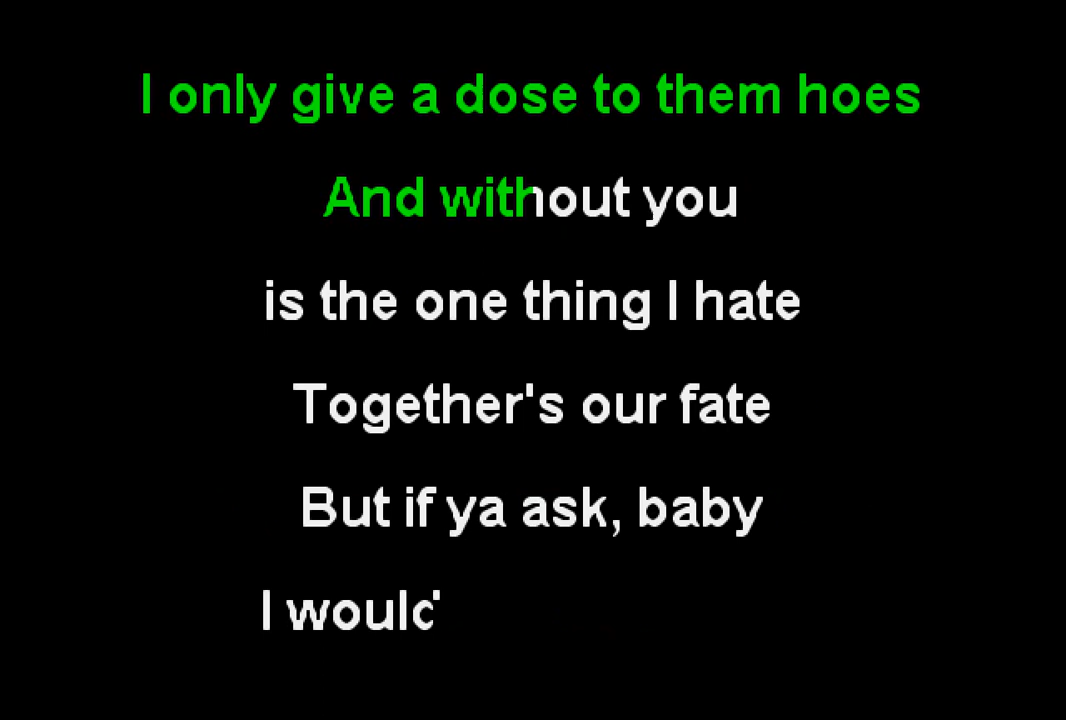 I only give a dose to them hoes
And without you
is the one thing I hate
Together's our fate
But if ya ask, baby
I would